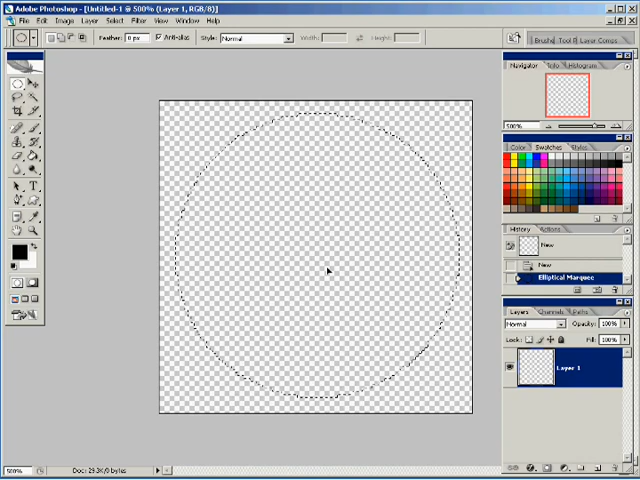 Adobe Photoshop - [Untitled-1 @ 500% (Layer 1, RGB/8)]
File Edit Image Layer Select Filter View Window Help
Feather: 0 px Anti-alias Style: Normal Width: Height: Brushes Tool P Layer Comps
Navigator Info Histogram
500%
Color Swatches Styles
History Actions
New
New
Elliptical Marquee
Layers Channels Paths
Normal Opacity: 100%
Lock: Fill: 100%
Layer 1
500% Doc: 29.3K/0 bytes